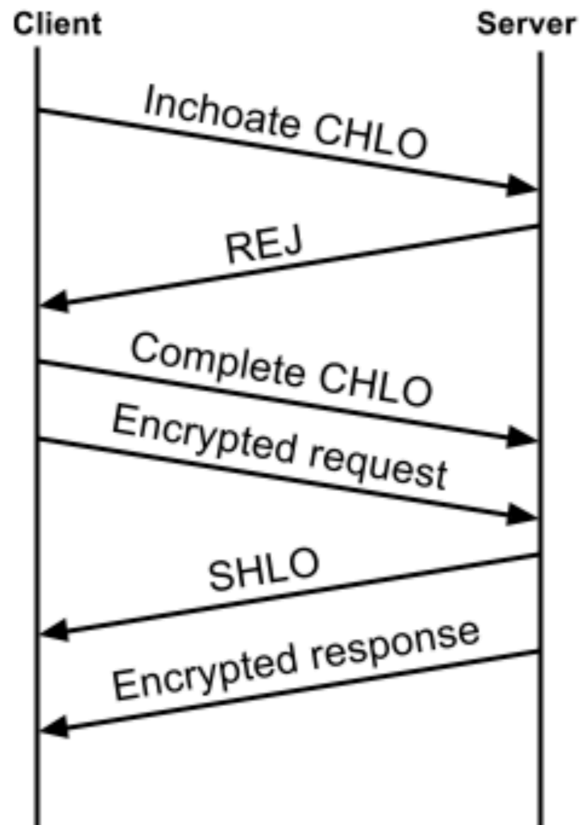 Client
Server
Inchoate CHLO
REJ
Complete CHLO
Encrypted request
SHLO
Encrypted response